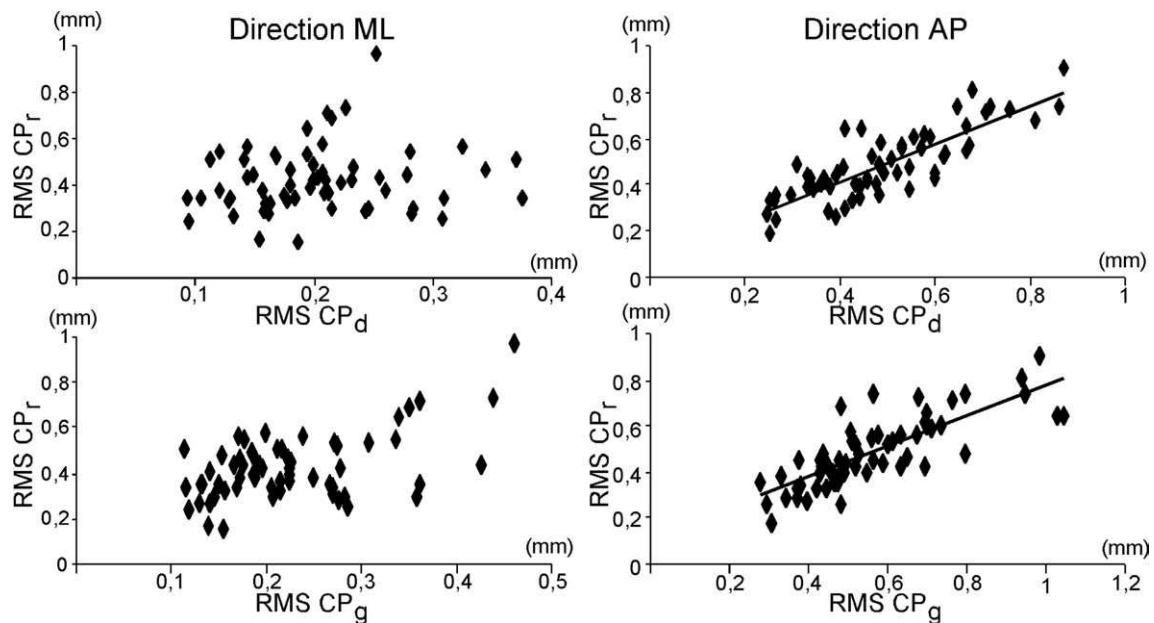 Direction ML
(mm)
1
0,8
0,6
0,4
0,2
0
RMS CPr
0,1
0,2
0,3
0,4
(mm)
RMS CPd
Direction AP
(mm)
1
0,8
0,6
0,4
0,2
0
RMS CPr
0,2
0,4
0,6
0,8
1
(mm)
RMS CPd
(mm)
1
0,8
0,6
0,4
0,2
0
RMS CPr
0,1
0,2
0,3
0,4
0,5
(mm)
RMS CPg
(mm)
1
0,8
0,6
0,4
0,2
0
RMS CPr
0,2
0,4
0,6
0,8
1
1,2
(mm)
RMS CPg